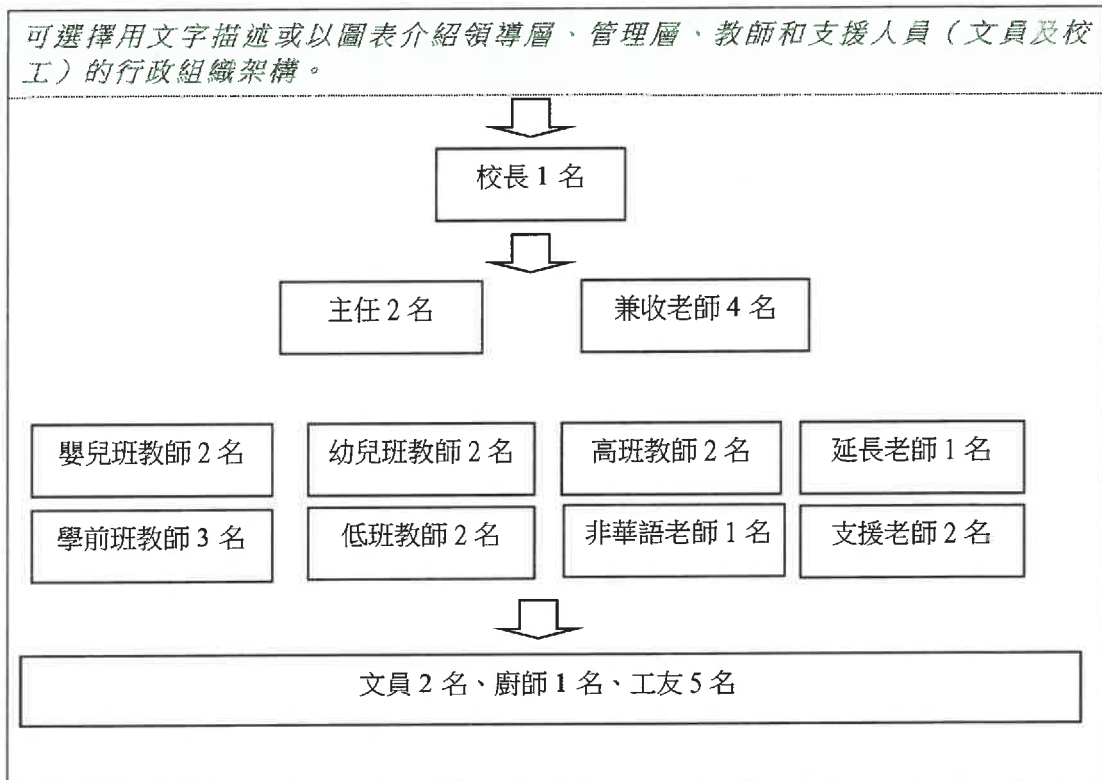 可選擇用文字描述或以圖表介紹領導層、管理層、教師和支援人員（文員及校
工）的行政組織架構。
校長 1 名
主任 2 名
兼收老師 4 名
嬰兒班教師 2 名
幼兒班教師 2 名
高班教師 2 名
延長老師 1 名
學前班教師 3 名
低班教師 2 名
非華語老師 1 名
支援老師 2 名
文員 2 名、廚師 1 名、工友 5 名